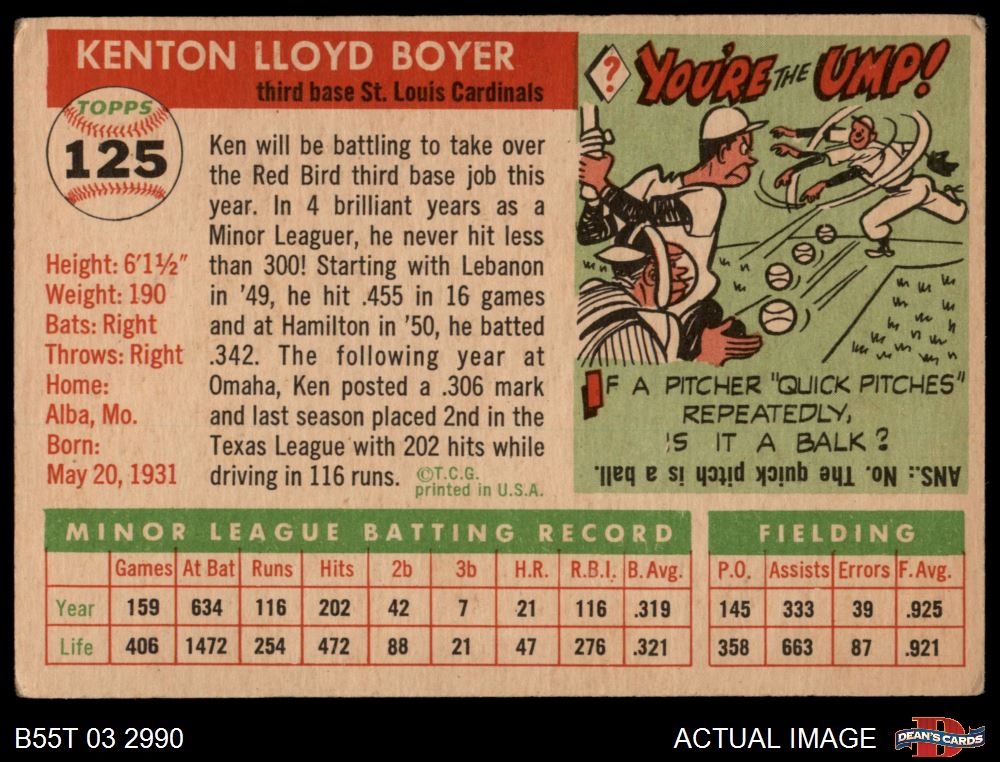 KENTON LLOYD BOYER
third base St. Louis Cardinals
TOPPS
125
Height: 6'1½"
Weight: 190
Bats: Right
Throws: Right
Home:
Alba, Mo.
Born:
May 20, 1931
Ken will be battling to take over
the Red Bird third base job this
year. In 4 brilliant years as a
Minor Leaguer, he never hit less
than 300! Starting with Lebanon
in '49, he hit .455 in 16 games
and at Hamilton in '50, he batted
.342. The following year at
Omaha, Ken posted a .306 mark
and last season placed 2nd in the
Texas League with 202 hits while
driving in 116 runs.
©T.C.G.
printed in U.S.A.
?
YOU'RE THE UMP!
IF A PITCHER "QUICK PITCHES"
REPEATEDLY,
IS IT A BALK?
ANS.: No. The quick pitch is a ball.
MINOR LEAGUE BATTING RECORD
Games At Bat Runs Hits 2b 3b H.R. R.B.I. B. Avg.
Year 159 634 116 202 42 7 21 116 .319
Life 406 1472 254 472 88 21 47 276 .321
FIELDING
P.O. Assists Errors F. Avg.
145 333 39 .925
358 663 87 .921
B55T 03 2990
ACTUAL IMAGE
D
DEAN'S CARDS